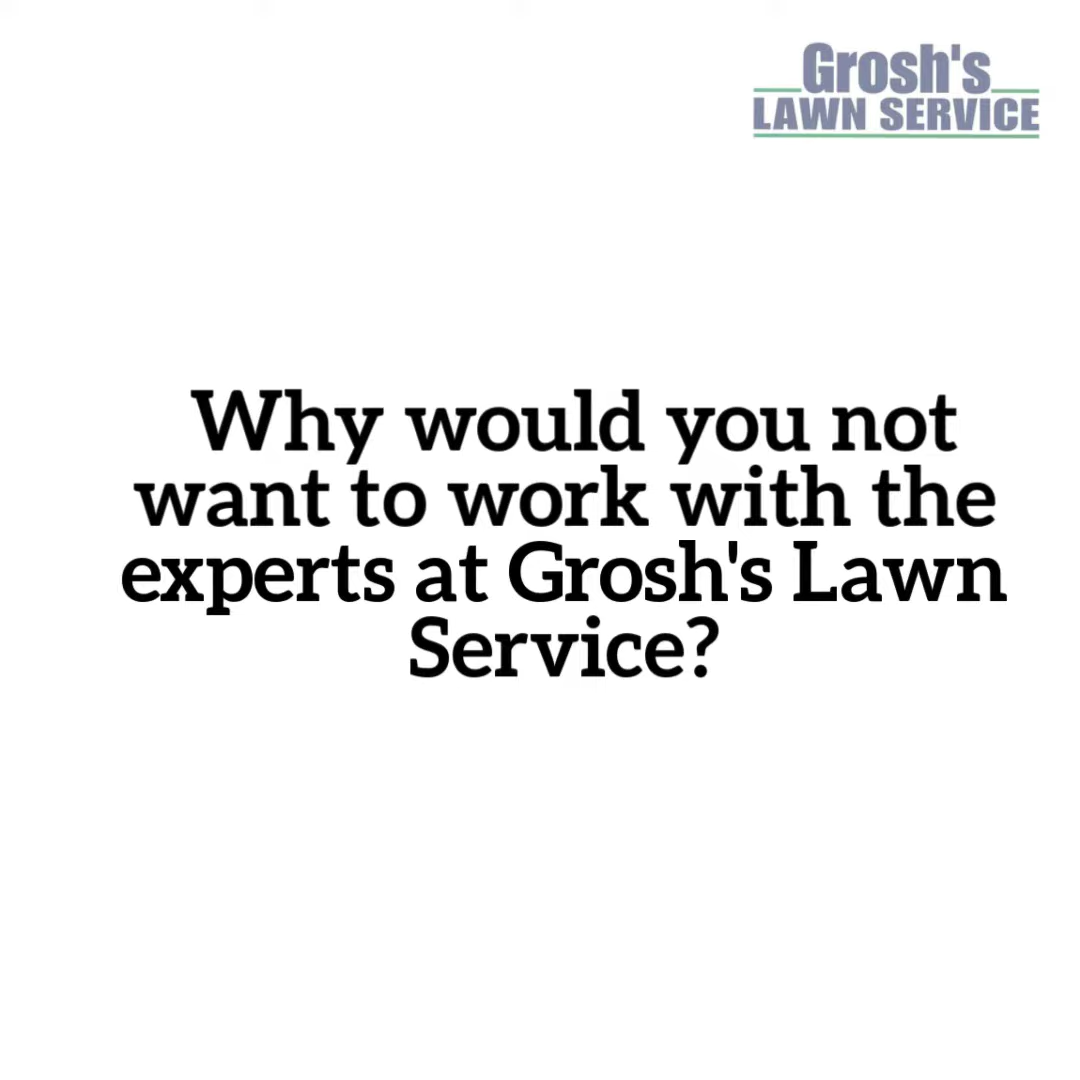 Grosh's
LAWN SERVICE
Why would you not
want to work with the
experts at Grosh's Lawn
Service?